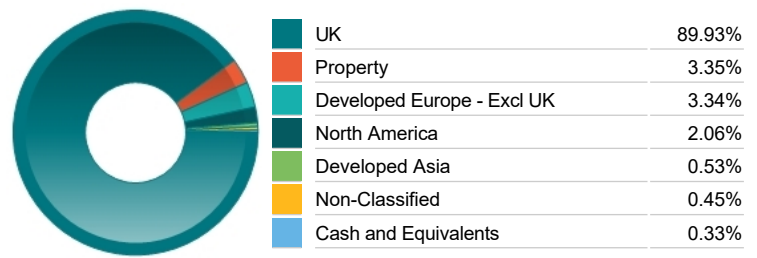 UK 89.93%
Property 3.35%
Developed Europe - Excl UK 3.34%
North America 2.06%
Developed Asia 0.53%
Non-Classified 0.45%
Cash and Equivalents 0.33%